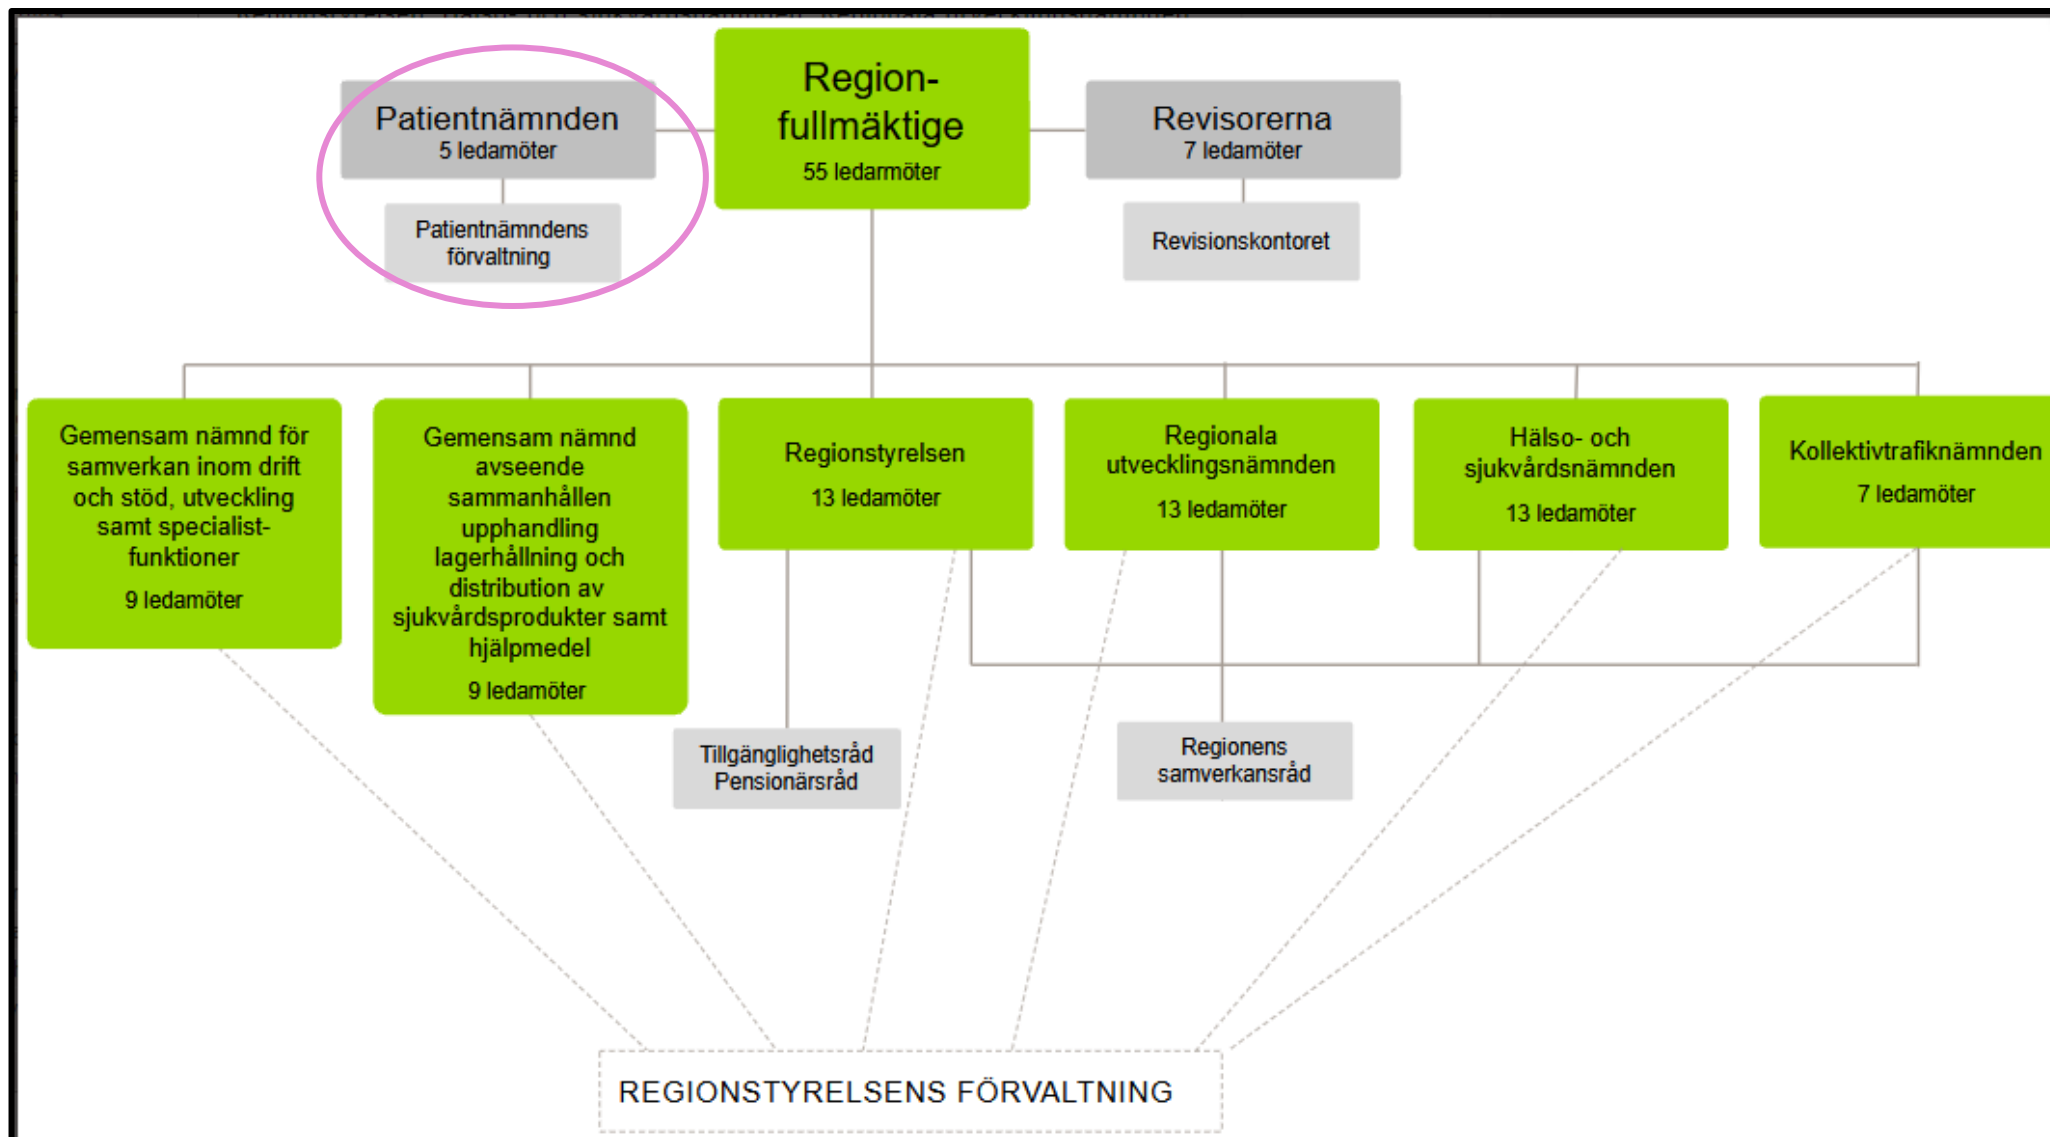 Region-
fullmäktige
55 ledarmöter
Patientnämnden
5 ledamöter
Patientnämndens
förvaltning
Revisorerna
7 ledamöter
Revisionskontoret
Gemensam nämnd för
samverkan inom drift
och stöd, utveckling
samt specialist-
funktioner
9 ledamöter
Gemensam nämnd
avseende
sammanhållen
upphandling
lagerhållning och
distribution av
sjukvårdsprodukter samt
hjälpmedel
9 ledamöter
Regionstyrelsen
13 ledamöter
Regionala
utvecklingsnämnden
13 ledamöter
Hälso- och
sjukvårdsnämnden
13 ledamöter
Kollektivtrafiknämnden
7 ledamöter
Tillgänglighetsråd
Pensionärsråd
Regionens
samverkansråd
REGIONSTYRELSENS FÖRVALTNING